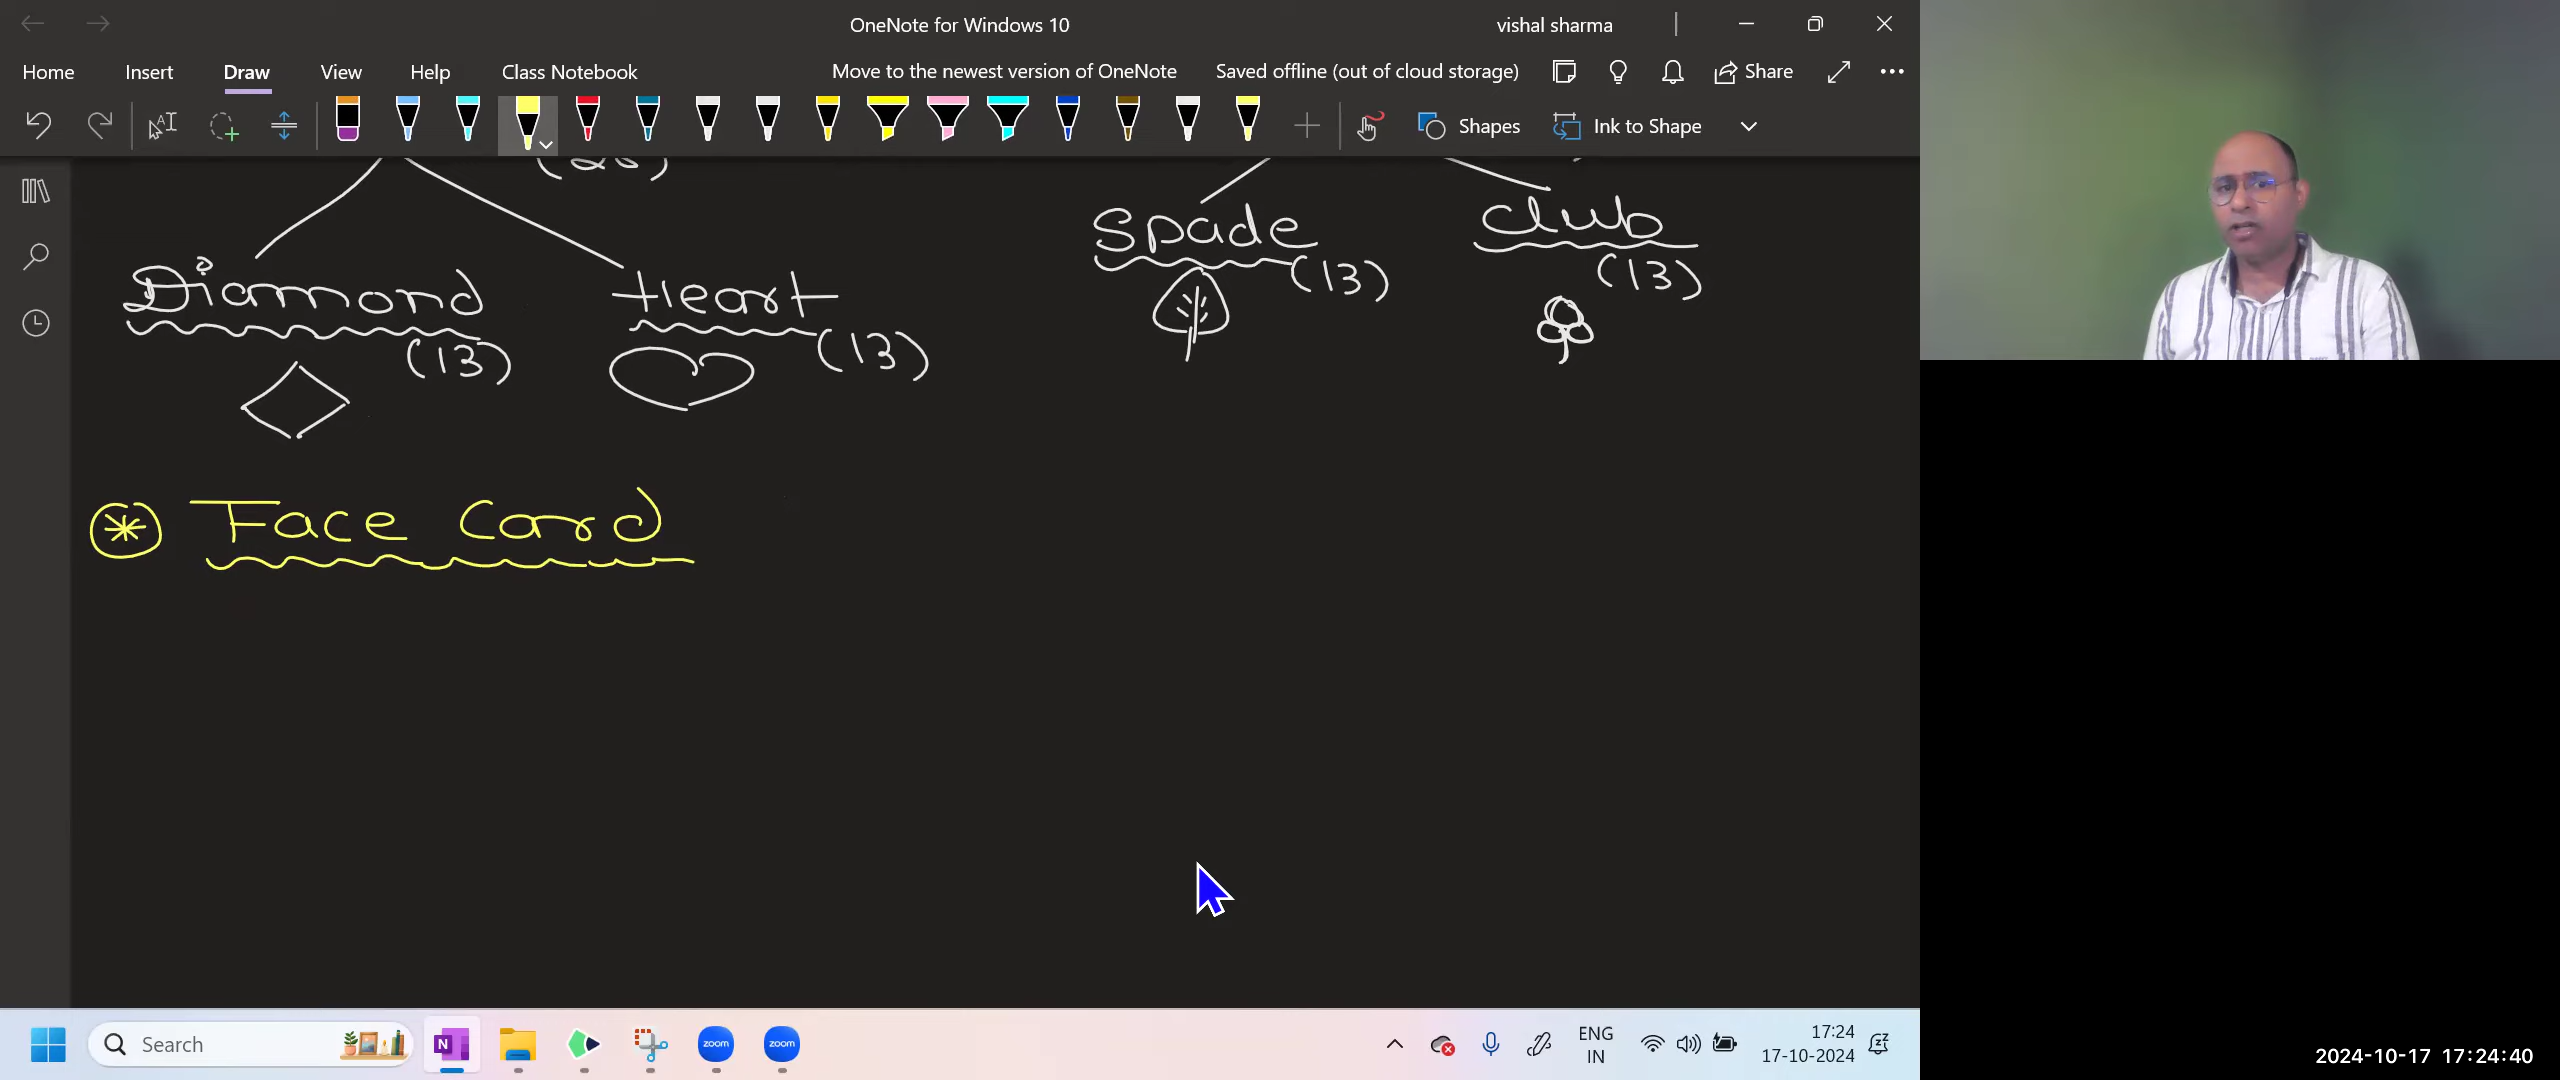 OneNote for Windows 10
vishal sharma
Home Insert Draw View Help Class Notebook Move to the newest version of OneNote Saved offline (out of cloud storage) Share
Shapes Ink to Shape
Spade
(13)
Club
(13)
Diamond
(13)
Heart
(13)
Face Card
Search
N
zoom
zoom
ENG
IN
17:24
17-10-2024
2024-10-17 17:24:40